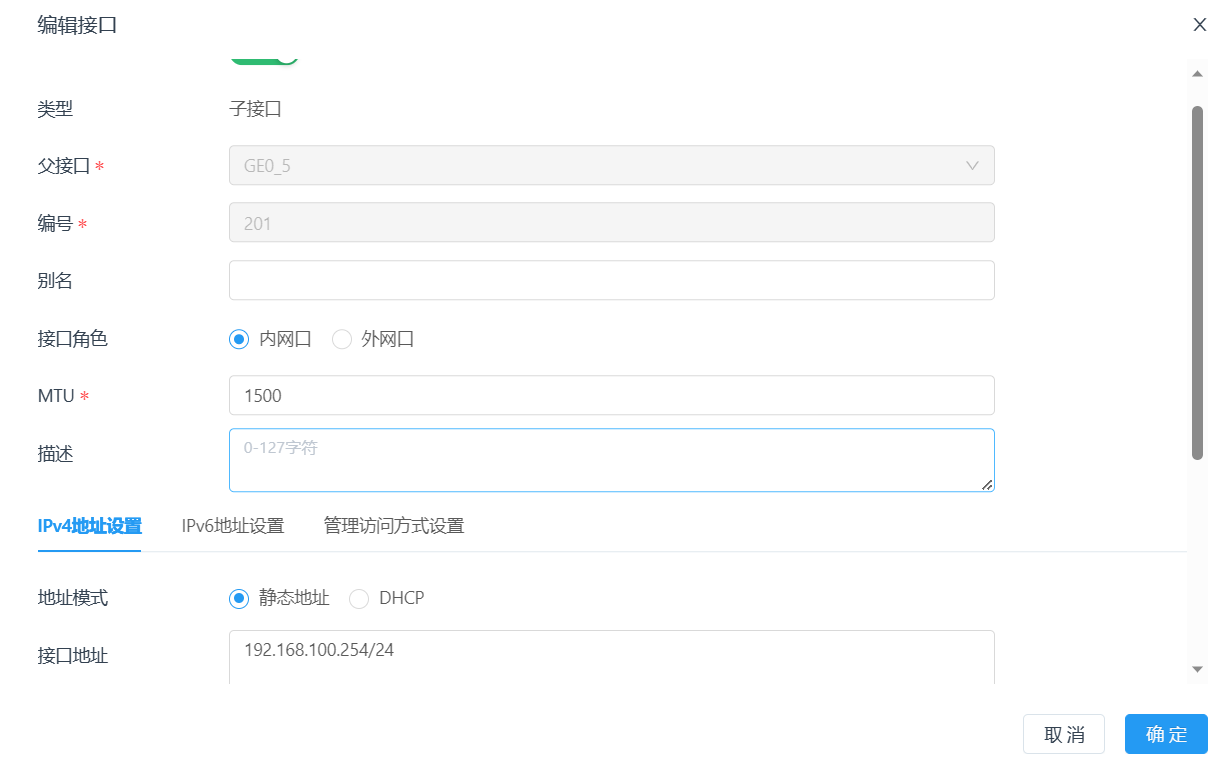 编辑接口
类型 子接口
父接口 * GE0_5
编号 * 201
别名
接口角色 内网口 外网口
MTU * 1500
描述 0-127字符
IPv4地址设置 IPv6地址设置 管理访问方式设置
地址模式 静态地址 DHCP
接口地址 192.168.100.254/24
取消 确定